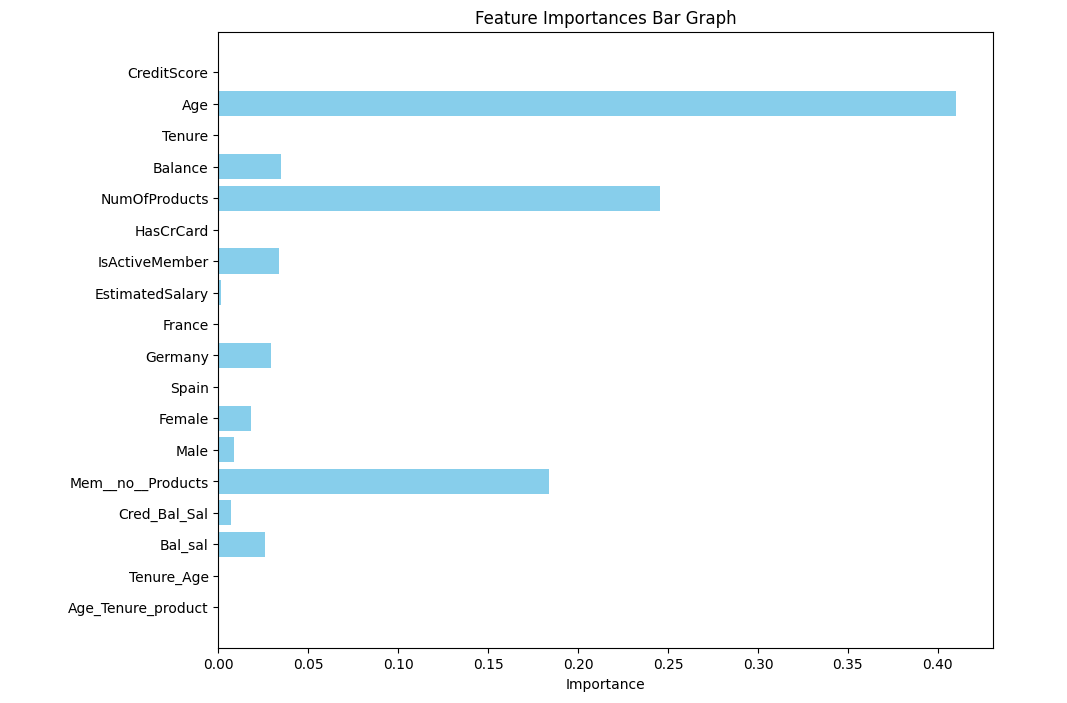 Feature Importances Bar Graph
CreditScore
Age
Tenure
Balance
NumOfProducts
HasCrCard
IsActiveMember
EstimatedSalary
France
Germany
Spain
Female
Male
Mem__no__Products
Cred_Bal_Sal
Bal_sal
Tenure_Age
Age_Tenure_product
0.00 0.05 0.10 0.15 0.20 0.25 0.30 0.35 0.40
Importance